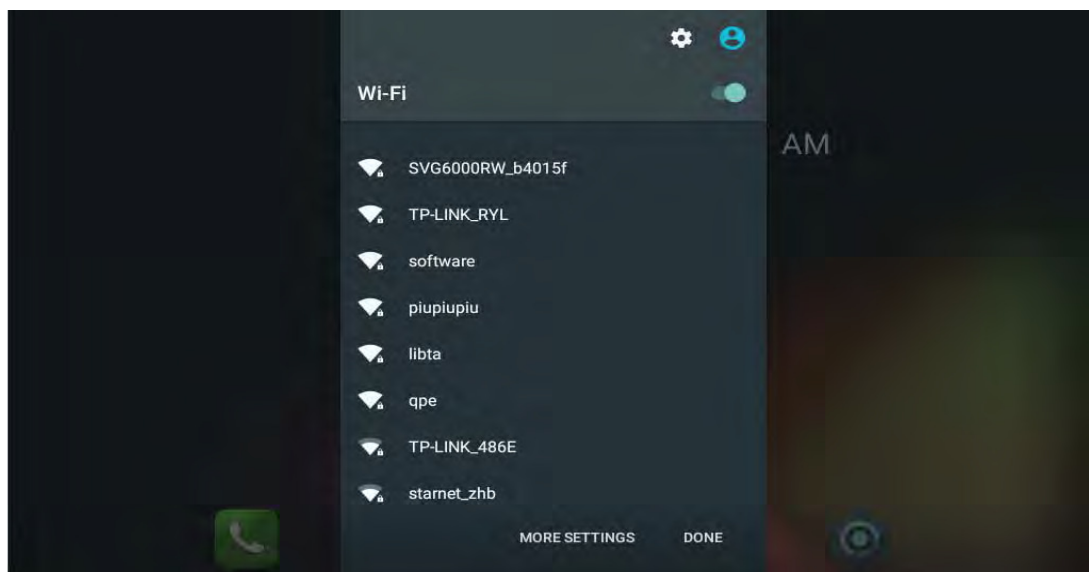 Wi-Fi
AM
SVG6000RW_b4015f
TP-LINK_RYL
software
piupiupiu
libta
qpe
TP-LINK_486E
starnet_zhb
MORE SETTINGS DONE